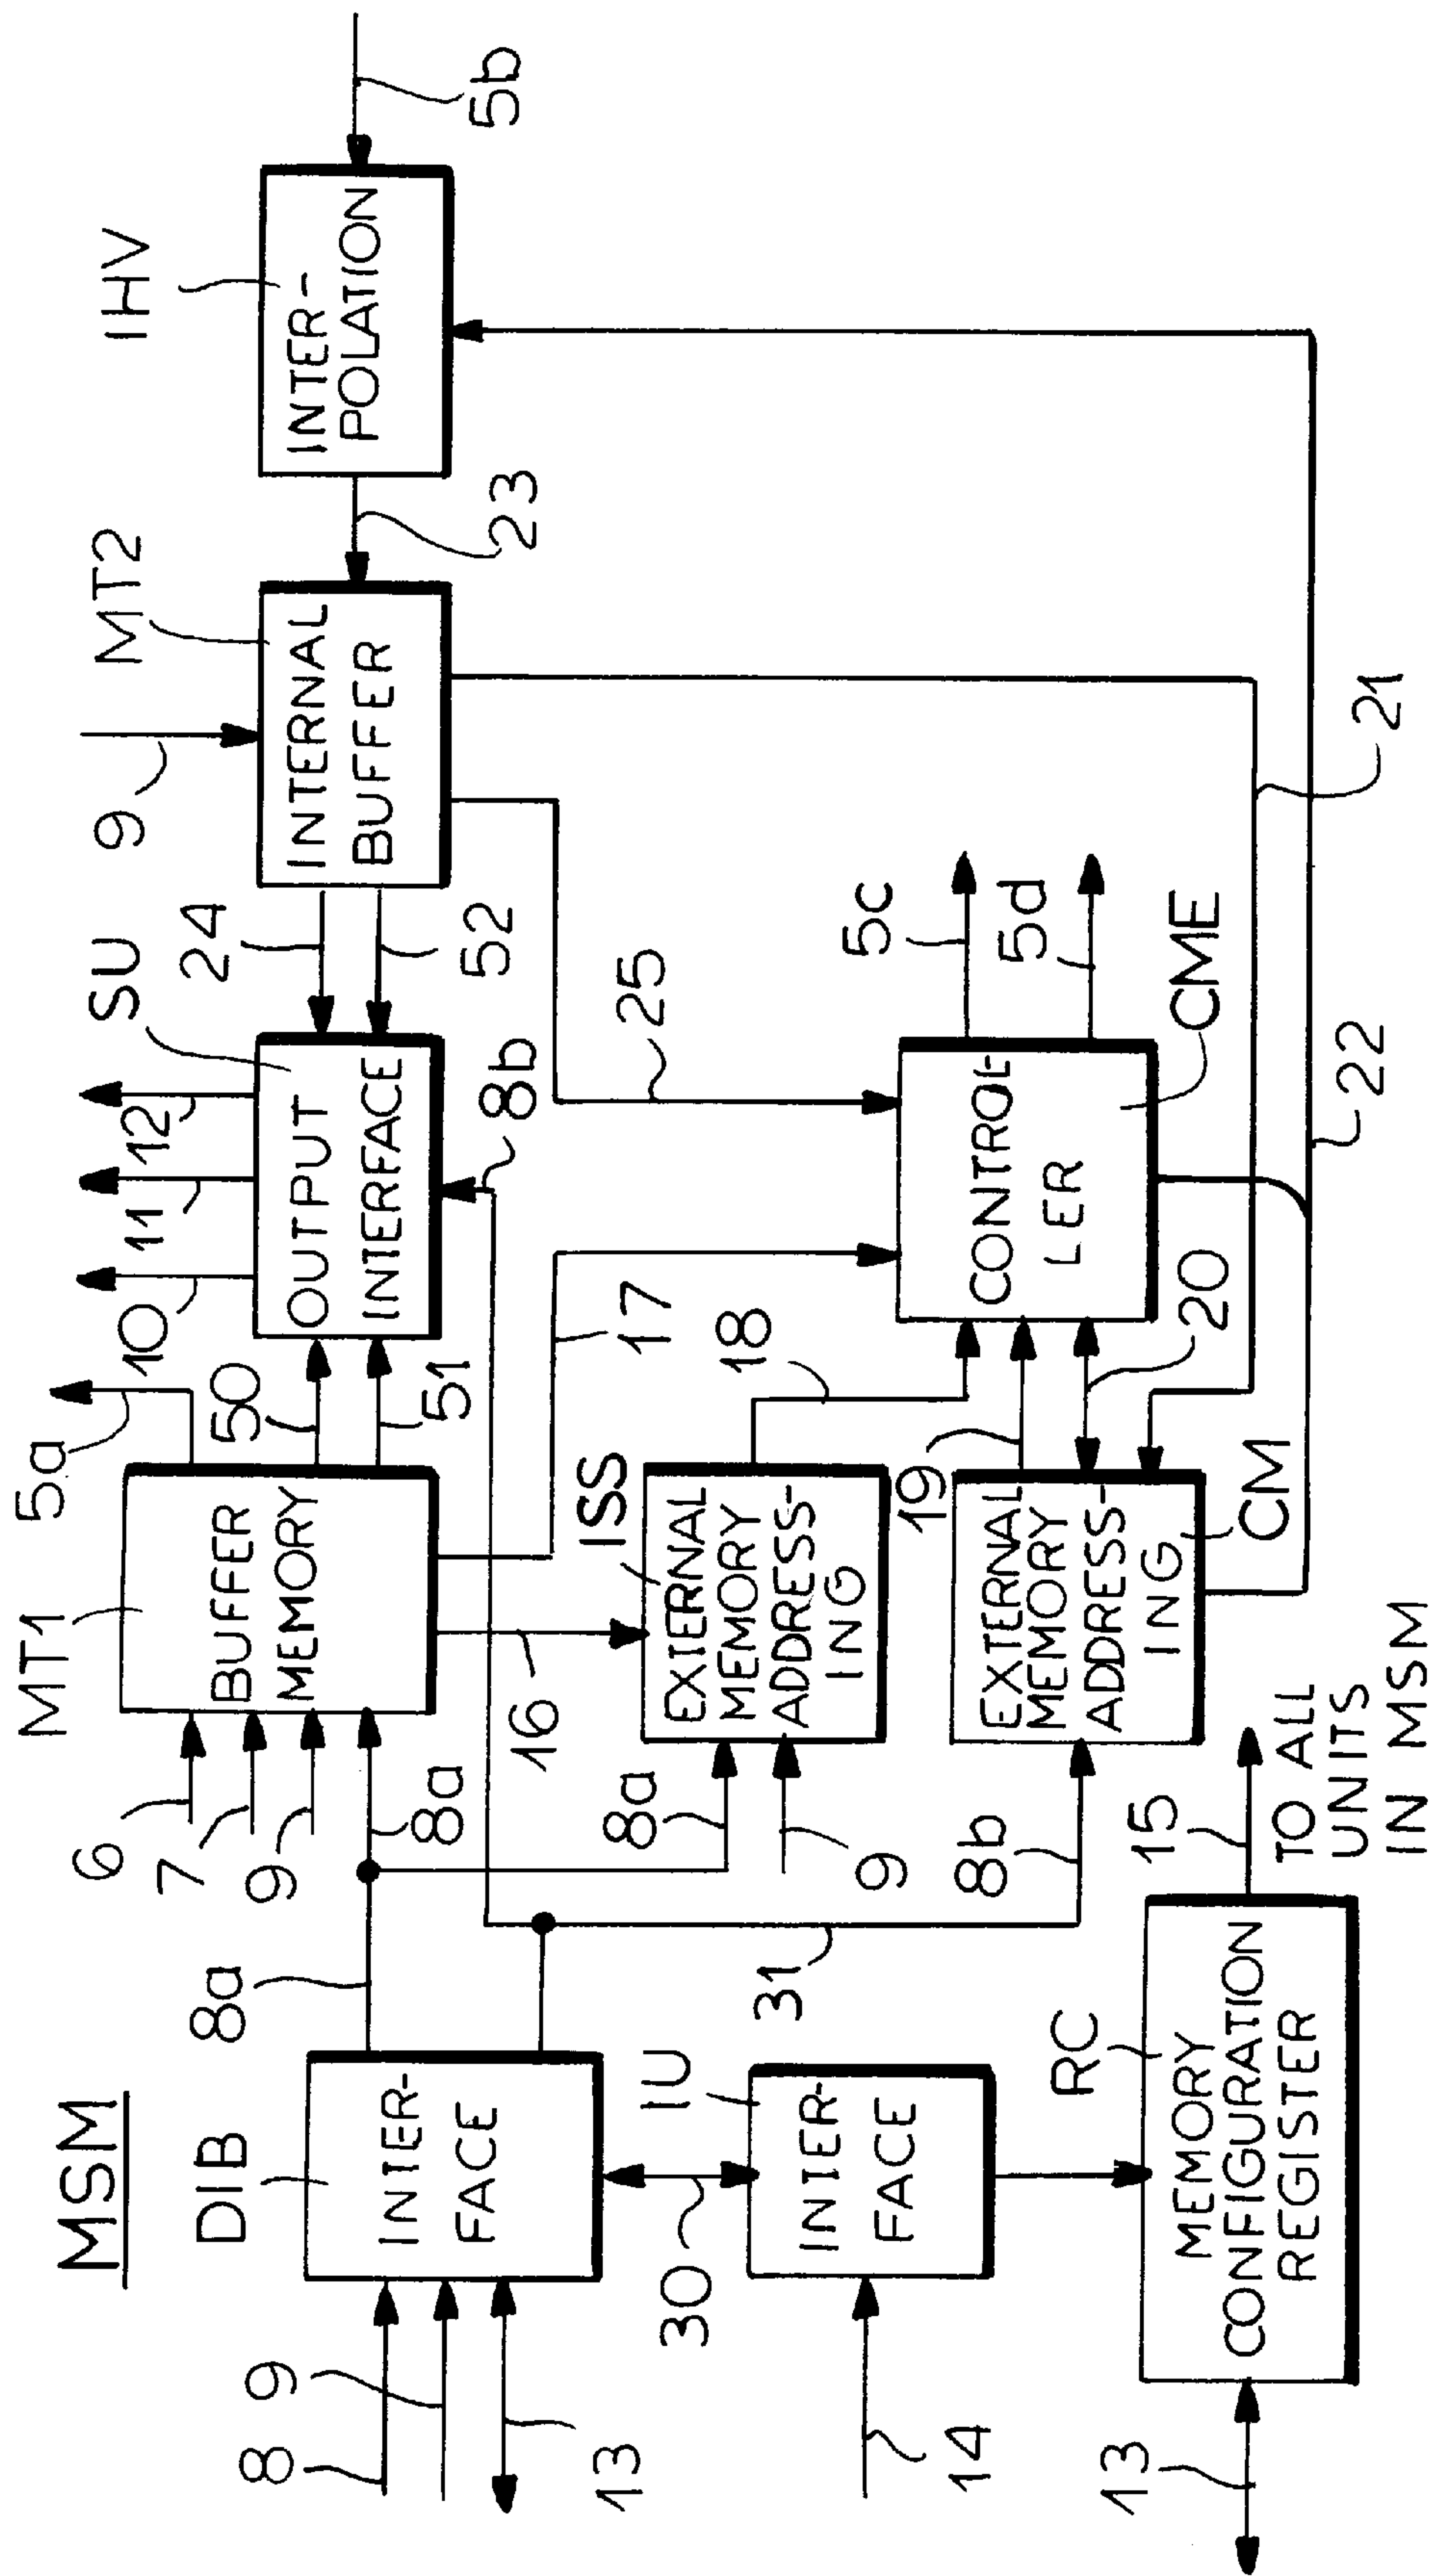 MSM
8
9
13
DIB
INTER-
FACE
8a
30
14
IU
INTER-
FACE
31
13
RC
MEMORY
CONFIGURATION
REGISTER
15
TO ALL
UNITS
IN MSM
6
7
9
8a
MT1
BUFFER
MEMORY
5a
50
51
16
17
8a
9
ISS
EXTERNAL
MEMORY
ADDRESS-
ING
18
8b
EXTERNAL
MEMORY
ADDRESS-
ING
CM
19
20
10
11
12
SU
OUTPUT
INTERFACE
8b
24
52
25
CONTROL-
LER
CME
5c
5d
22
21
9
MT2
INTERNAL
BUFFER
23
IHV
INTER-
POLATION
5b